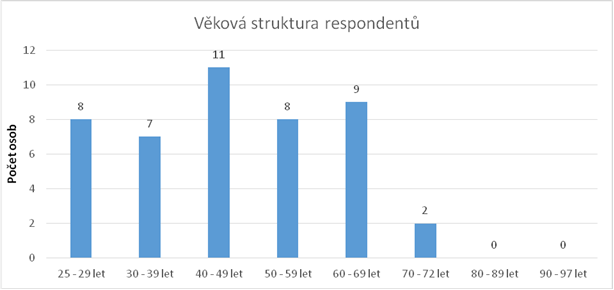 Věková struktura respondentů
Počet osob
12
10
8
6
4
2
0
8
7
11
8
9
2
0
0
25 - 29 let
30 - 39 let
40 - 49 let
50 - 59 let
60 - 69 let
70 - 72 let
80 - 89 let
90 - 97 let